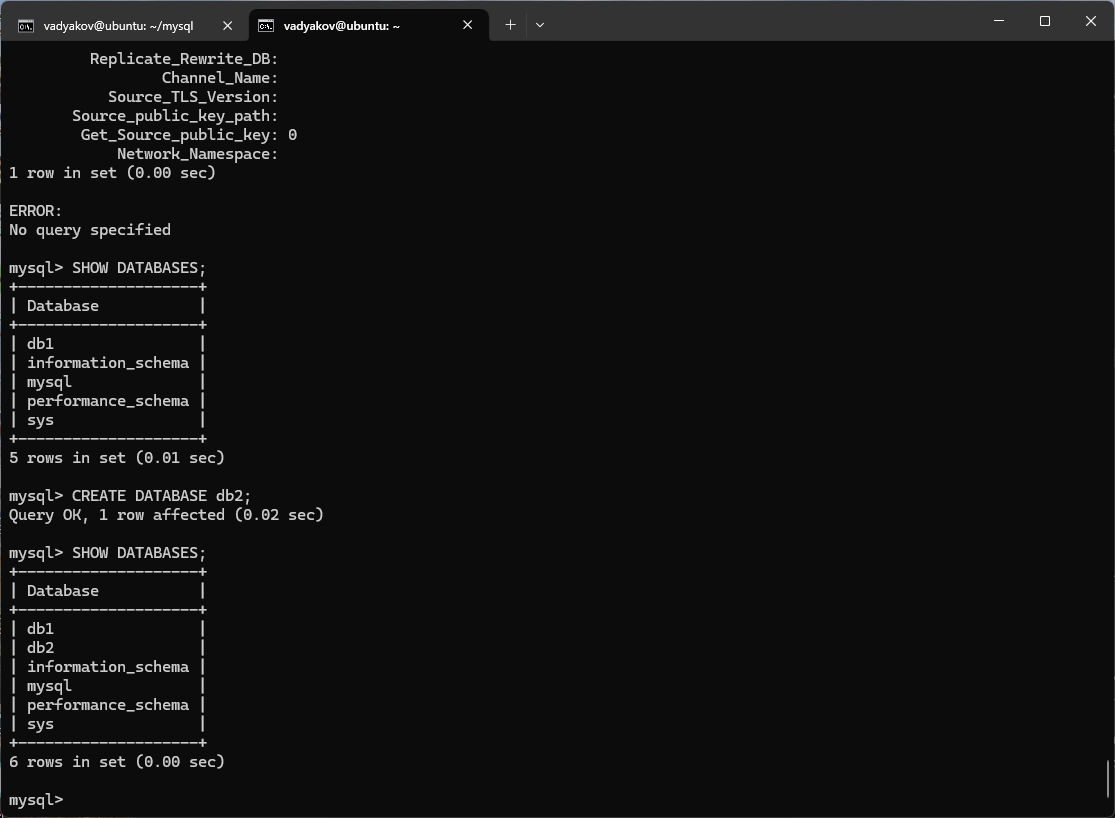 vadyakov@ubuntu: ~/mysql
vadyakov@ubuntu: ~
Replicate_Rewrite_DB:
Channel_Name:
Source_TLS_Version:
Source_public_key_path:
Get_Source_public_key: 0
Network_Namespace:
1 row in set (0.00 sec)
ERROR:
No query specified
mysql> SHOW DATABASES;
+--------------------+
| Database           |
+--------------------+
| db1                |
| information_schema |
| mysql              |
| performance_schema |
| sys                |
+--------------------+
5 rows in set (0.01 sec)
mysql> CREATE DATABASE db2;
Query OK, 1 row affected (0.02 sec)
mysql> SHOW DATABASES;
+--------------------+
| Database           |
+--------------------+
| db1                |
| db2                |
| information_schema |
| mysql              |
| performance_schema |
| sys                |
+--------------------+
6 rows in set (0.00 sec)
mysql>